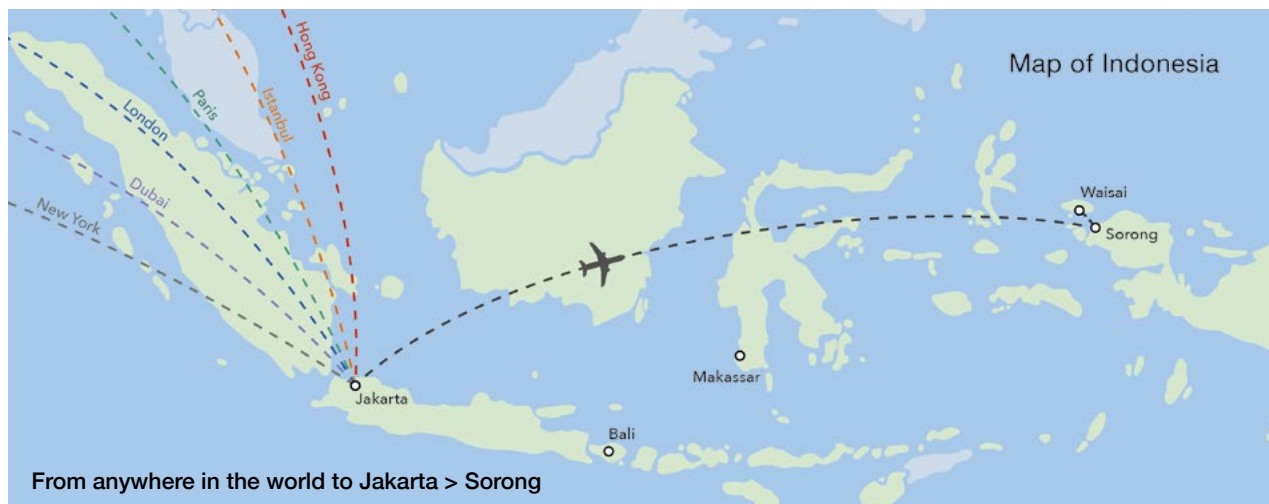 Map of Indonesia
Hong Kong
Paris
Istanbul
London
Dubai
New York
Waisai
Sorong
Makassar
Jakarta
Bali
From anywhere in the world to Jakarta > Sorong